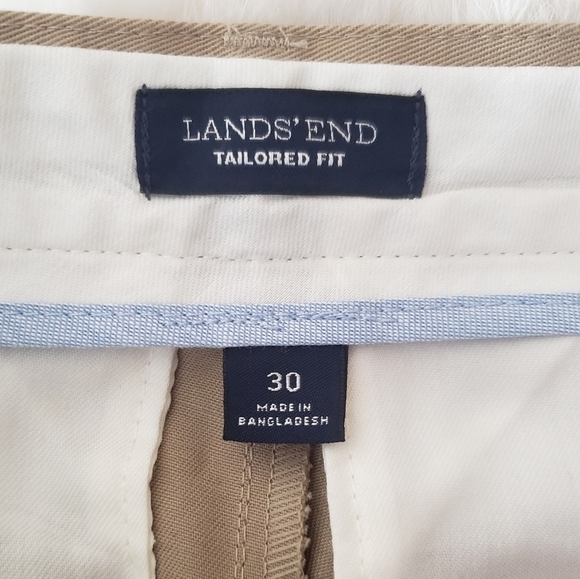 LANDS' END
TAILORED FIT
30
MADE IN
BANGLADESH